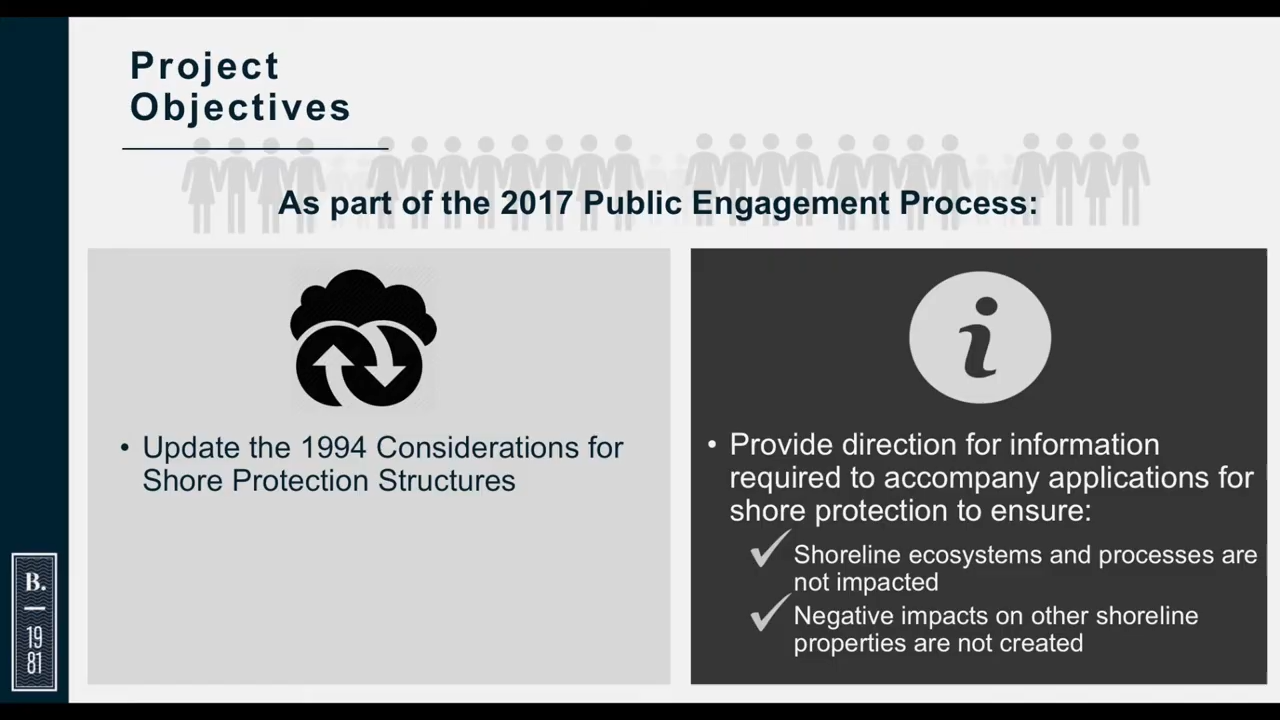 Project
Objectives
As part of the 2017 Public Engagement Process:
• Update the 1994 Considerations for
Shore Protection Structures
i
• Provide direction for information
required to accompany applications for
shore protection to ensure:
✓ Shoreline ecosystems and processes are
not impacted
✓ Negative impacts on other shoreline
properties are not created
B.
19
81